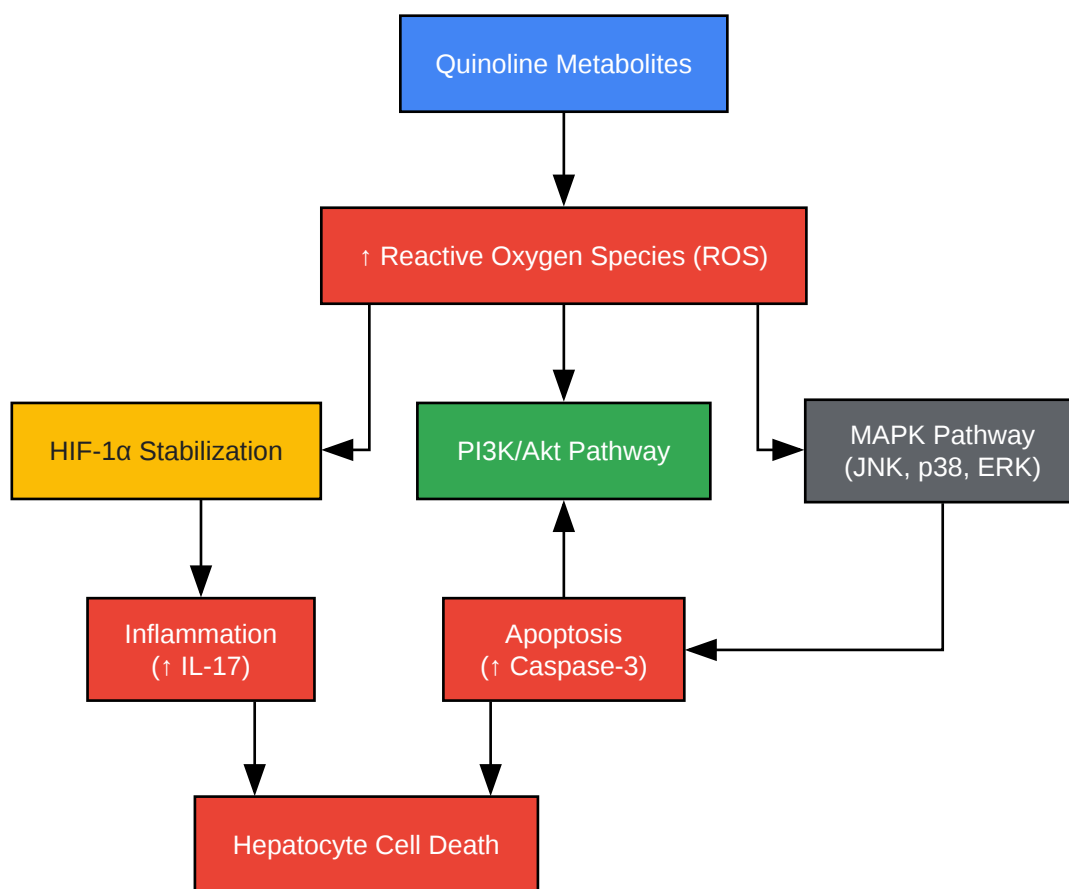 Quinoline Metabolites
↑ Reactive Oxygen Species (ROS)
HIF-1α Stabilization
PI3K/Akt Pathway
MAPK Pathway
(JNK, p38, ERK)
Inflammation
(↑ IL-17)
Apoptosis
(↑ Caspase-3)
Hepatocyte Cell Death